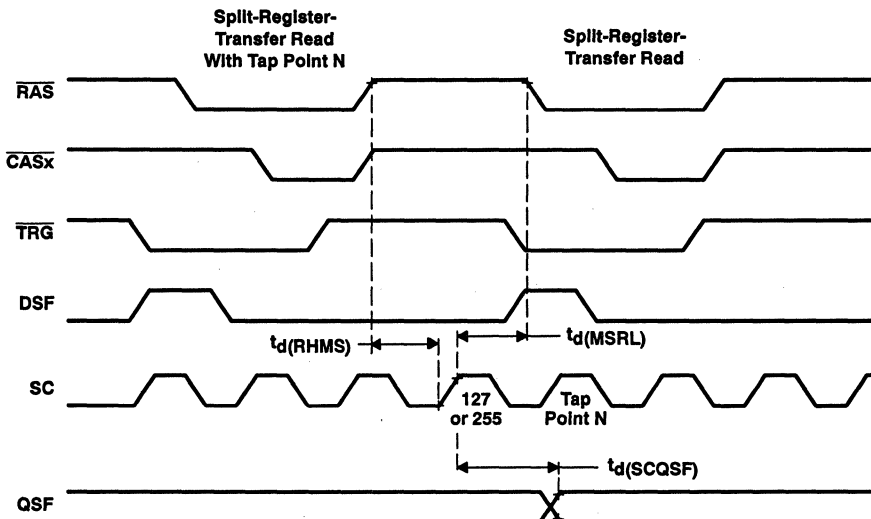 Split-Register-
Transfer Read
With Tap Point N
Split-Register-
Transfer Read
RAS
CASx
TRG
DSF
td(RHMS)
td(MSRL)
SC
127
or 255
Tap
Point N
td(SCQSF)
QSF